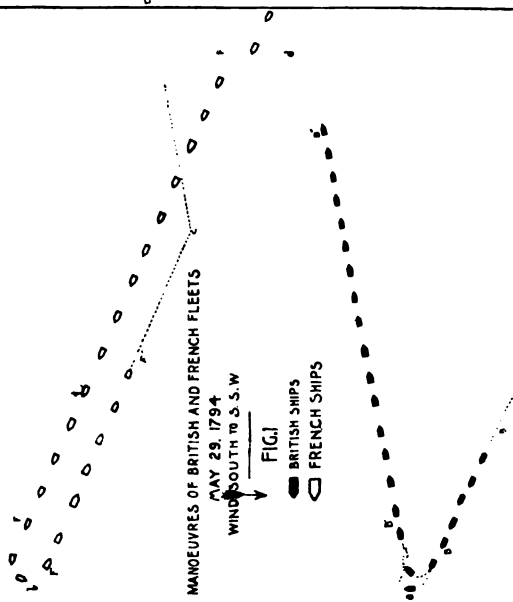 MANOEUVRES OF BRITISH AND FRENCH FLEETS
MAY 29, 1794
WIND SOUTH TO S.S.W
FIG.1
BRITISH SHIPS
FRENCH SHIPS